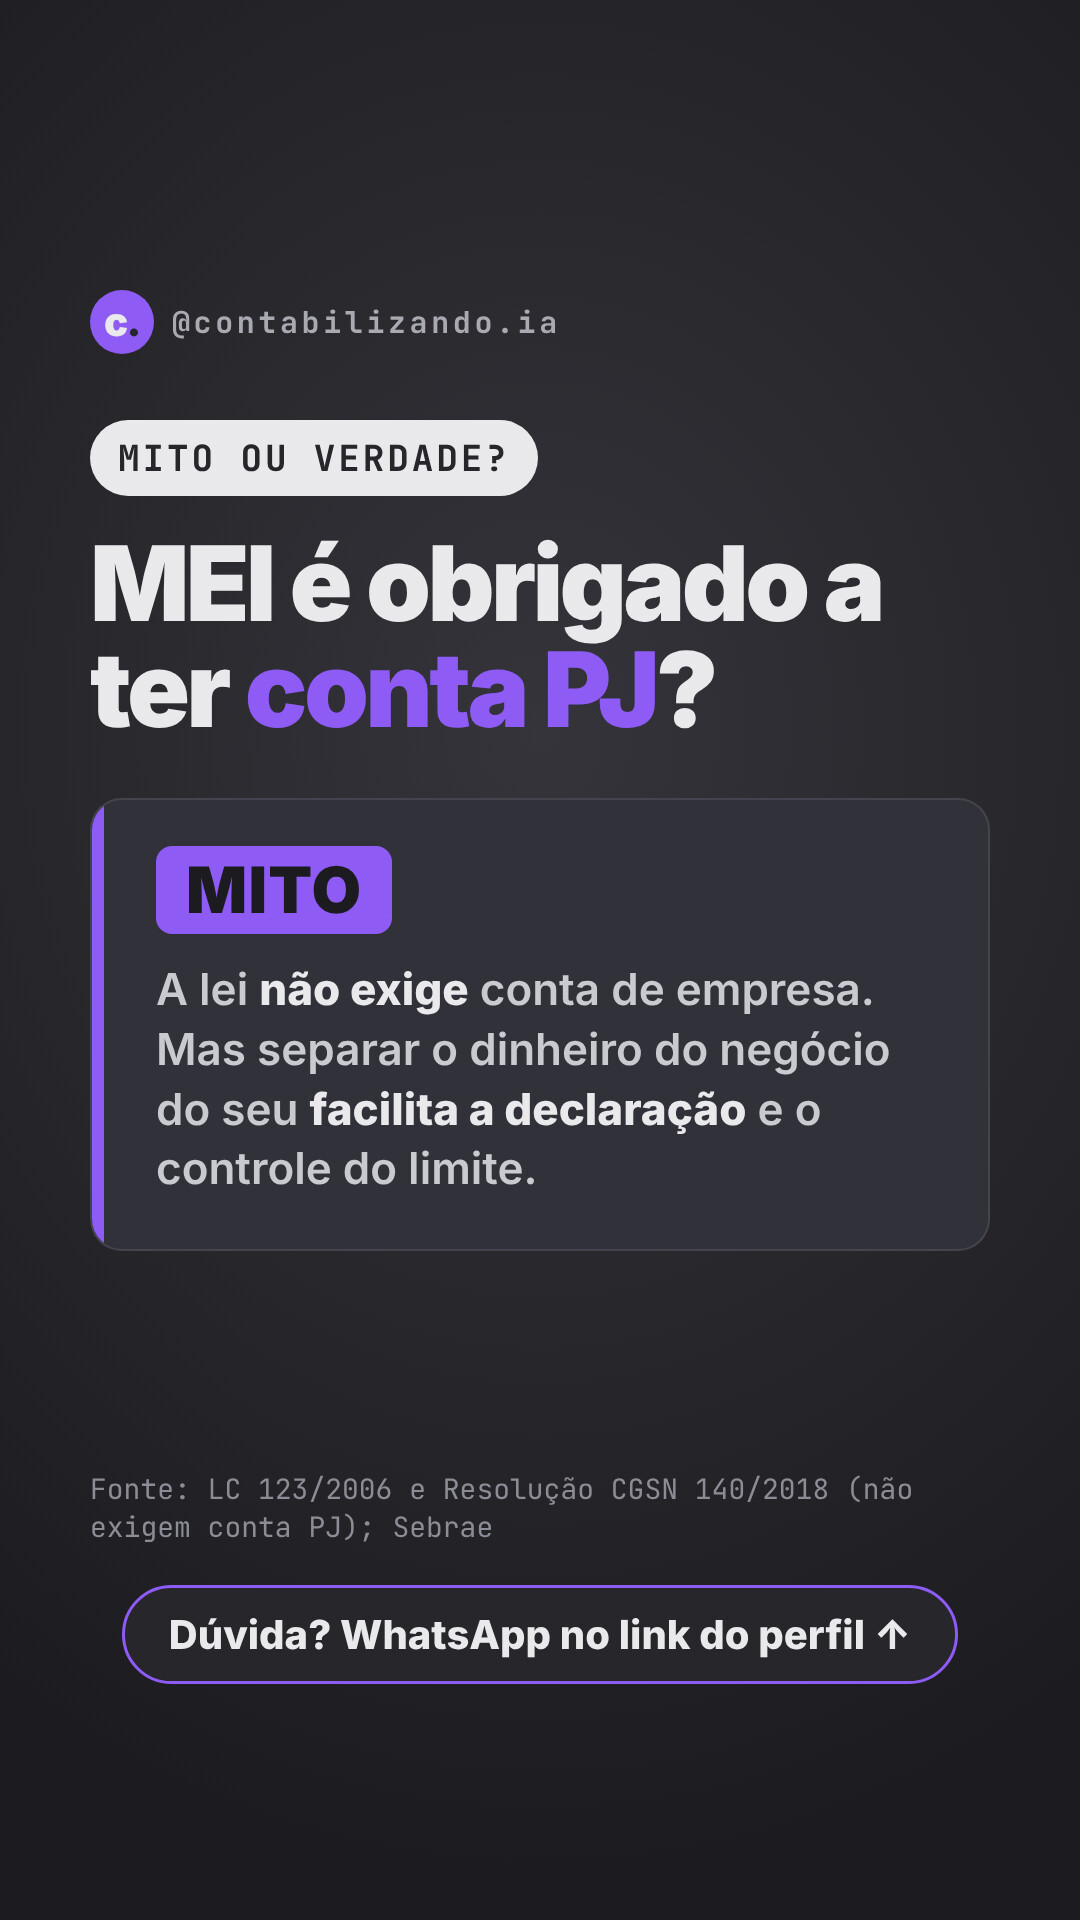 c. @contabilizando.ia
MITO OU VERDADE?
MEI é obrigado a
ter conta PJ?
MITO
A lei não exige conta de empresa.
Mas separar o dinheiro do negócio
do seu facilita a declaração e o
controle do limite.
Fonte: LC 123/2006 e Resolução CGSN 140/2018 (não
exigem conta PJ); Sebrae
Dúvida? WhatsApp no link do perfil ↑